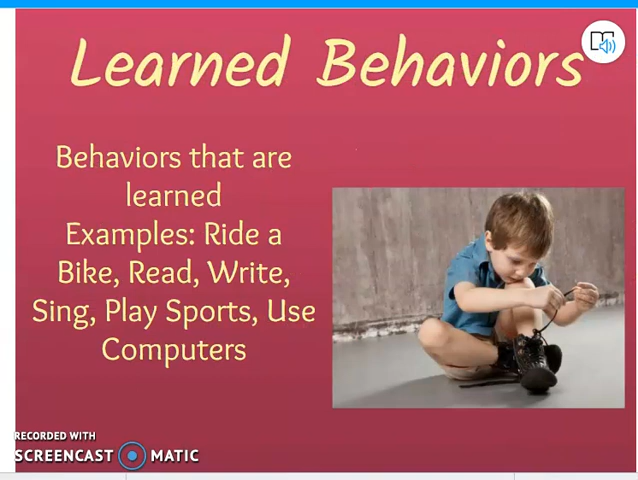 Learned Behaviors
Behaviors that are
learned
Examples: Ride a
Bike, Read, Write,
Sing, Play Sports, Use
Computers
RECORDED WITH
SCREENCAST MATIC